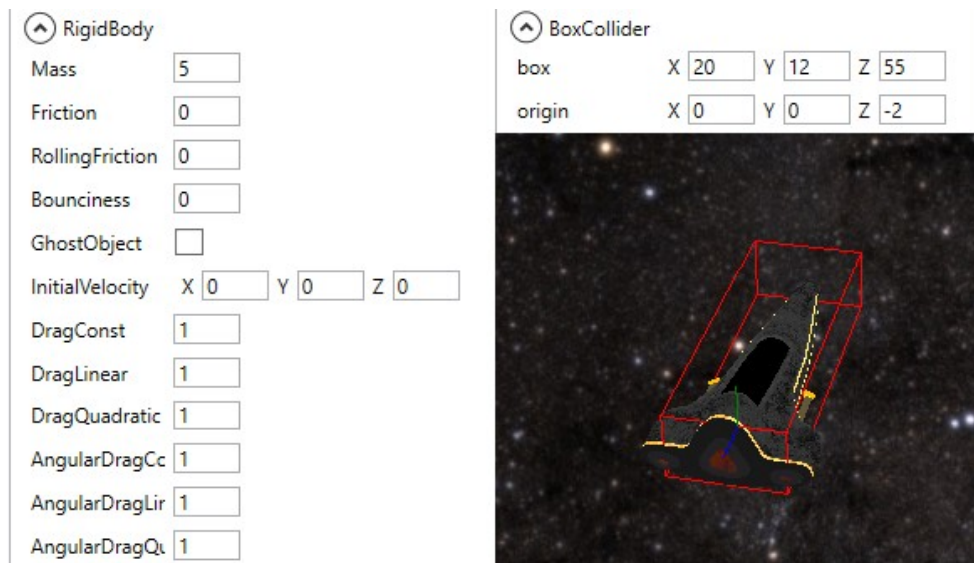 RigidBody
Mass 5
Friction 0
RollingFriction 0
Bounciness 0
GhostObject
InitialVelocity X 0 Y 0 Z 0
DragConst 1
DragLinear 1
DragQuadratic 1
AngularDragCc 1
AngularDragLir 1
AngularDragQu 1
BoxCollider
box X 20 Y 12 Z 55
origin X 0 Y 0 Z -2